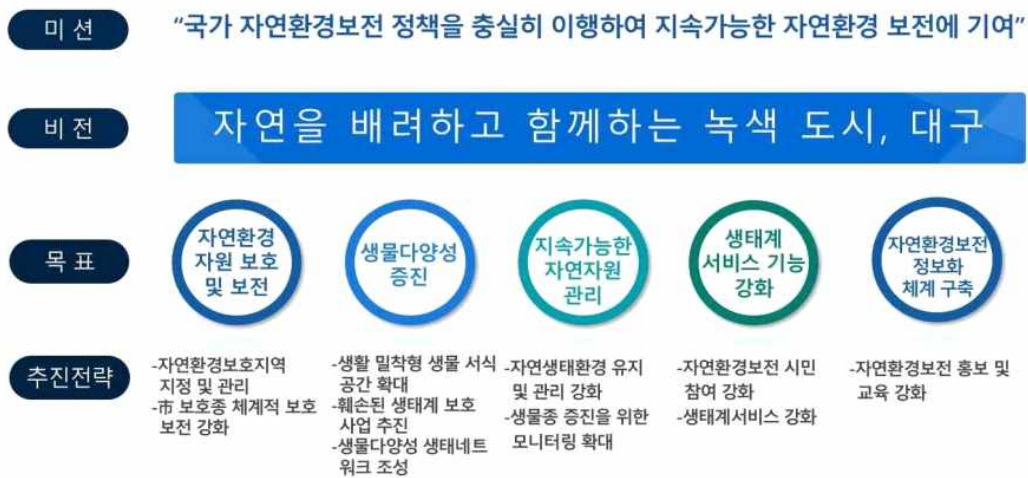 미 션
“국가 자연환경보전 정책을 충실히 이행하여 지속가능한 자연환경 보전에 기여”
비 전
자연을 배려하고 함께하는 녹색 도시, 대구
목 표
자연환경
자원 보호
및 보전
생물다양성
증진
지속가능한
자연자원
관리
생태계
서비스 기능
강화
자연환경보전
정보화
체계 구축
추진전략
-자연환경보호지역
지정 및 관리
-市 보호종 체계적 보호
보전 강화
-생활 밀착형 생물 서식
공간 확대
-훼손된 생태계 보호
사업 추진
-생물다양성 생태네트
워크 조성
-자연생태환경 유지
및 관리 강화
-생물종 증진을 위한
모니터링 확대
-자연환경보전 시민
참여 강화
-생태계서비스 강화
-자연환경보전 홍보 및
교육 강화